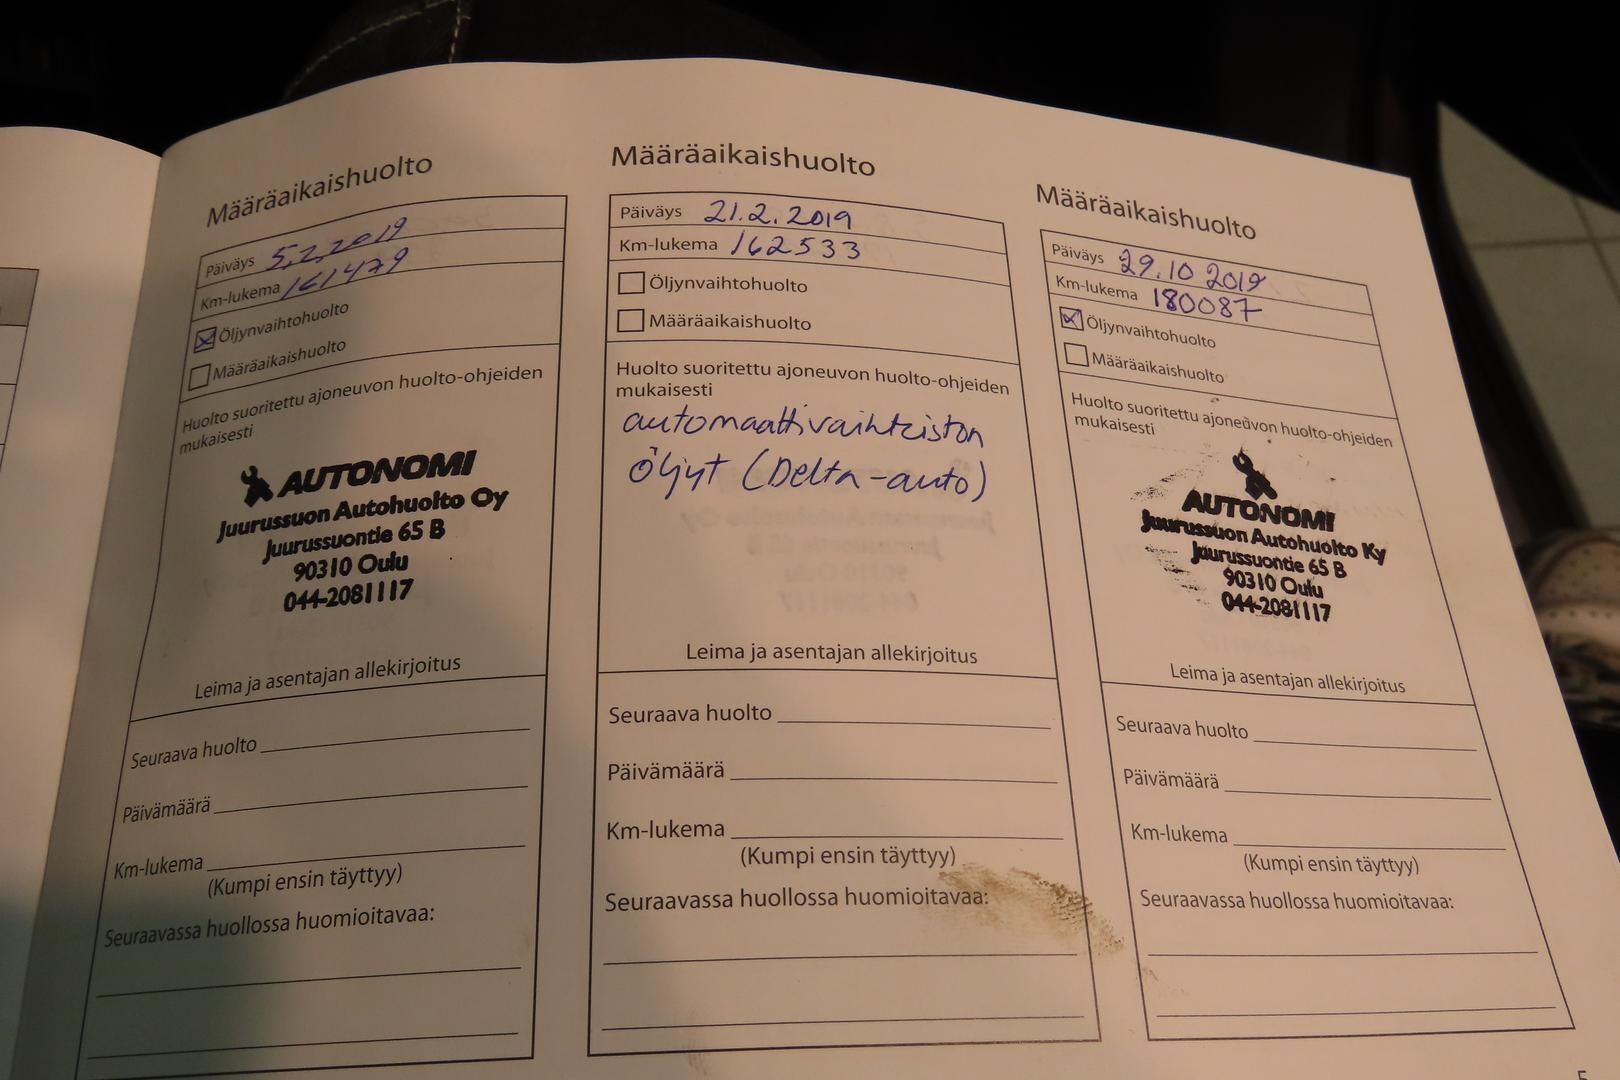 Määräaikaishuolto
Päiväys 5.2.2019
Km-lukema 161479
Öljynvaihtohuolto
Määräaikaishuolto
Huolto suoritettu ajoneuvon huolto-ohjeiden
mukaisesti
AUTONOMI
Juurussuon Autohuolto Oy
Juurussuontie 65 B
90310 Oulu
044-2081117
Leima ja asentajan allekirjoitus
Seuraava huolto
Päivämäärä
Km-lukema
(Kumpi ensin täyttyy)
Seuraavassa huollossa huomioitavaa:
Määräaikaishuolto
Päiväys 21.2.2019
Km-lukema 162533
Öljynvaihtohuolto
Määräaikaishuolto
Huolto suoritettu ajoneuvon huolto-ohjeiden
mukaisesti
automaattivaihteiston
Öljyt (Delta-auto)
Leima ja asentajan allekirjoitus
Seuraava huolto
Päivämäärä
Km-lukema
(Kumpi ensin täyttyy)
Seuraavassa huollossa huomioitavaa:
Määräaikaishuolto
Päiväys 29.10 2019
Km-lukema 180087
Öljynvaihtohuolto
Määräaikaishuolto
Huolto suoritettu ajoneuvon huolto-ohjeiden
mukaisesti
AUTONOMI
Juurussuon Autohuolto Ky
Juurussuontie 65 B
90310 Oulu
044-2081117
Leima ja asentajan allekirjoitus
Seuraava huolto
Päivämäärä
Km-lukema
(Kumpi ensin täyttyy)
Seuraavassa huollossa huomioitavaa: